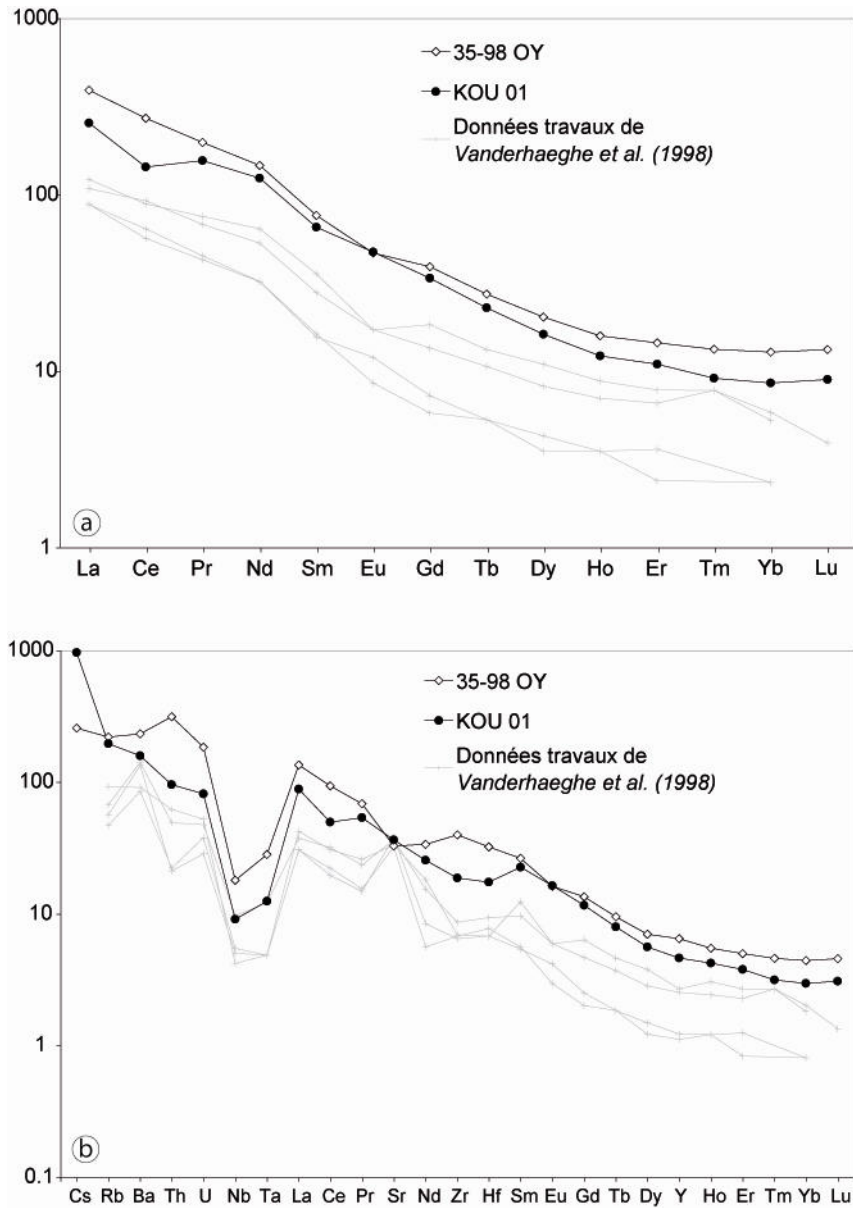 1000
100
10
1
35-98 OY
KOU 01
Données travaux de
Vanderhaeghe et al. (1998)
a
La Ce Pr Nd Sm Eu Gd Tb Dy Ho Er Tm Yb Lu
1000
100
10
1
0.1
35-98 OY
KOU 01
Données travaux de
Vanderhaeghe et al. (1998)
b
Cs Rb Ba Th U Nb Ta La Ce Pr Sr Nd Zr Hf Sm Eu Gd Tb Dy Y Ho Er Tm Yb Lu